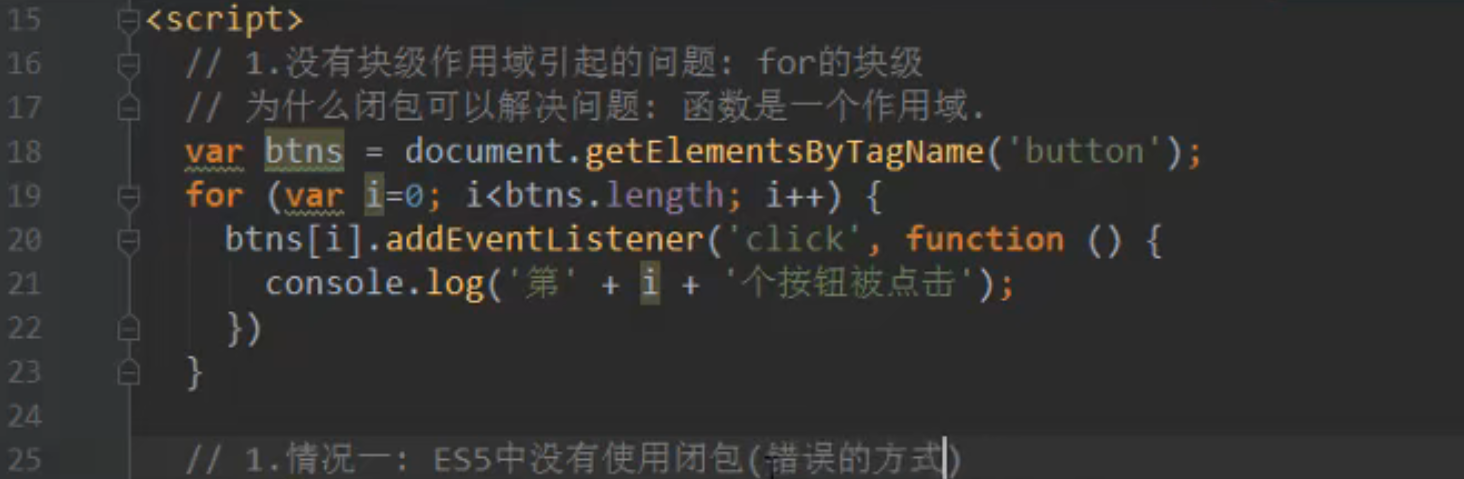 15 <script>
16 // 1.没有块级作用域引起的问题: for的块级
17 // 为什么闭包可以解决问题: 函数是一个作用域.
18 var btns = document.getElementsByTagName('button');
19 for (var i=0; i<btns.length; i++) {
20 btns[i].addEventListener('click', function () {
21 console.log('第' + i + '个按钮被点击');
22 })
23 }
24
25 // 1.情况一: ES5中没有使用闭包(错误的方式)